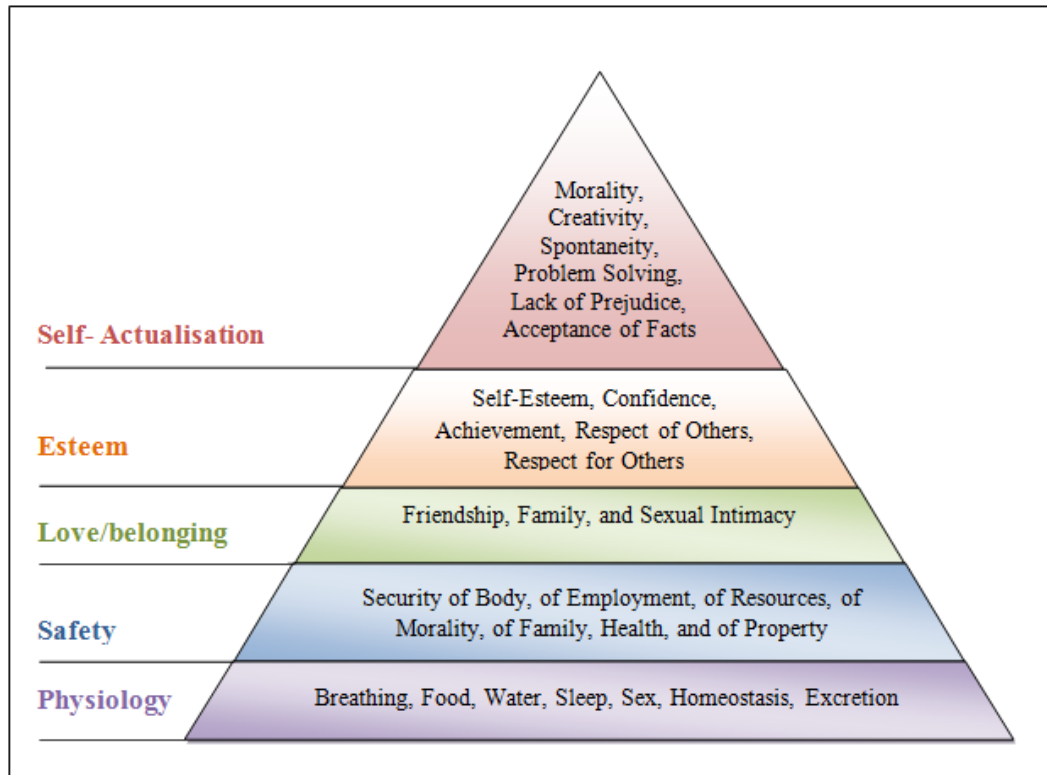 Morality,
Creativity,
Spontaneity,
Problem Solving,
Lack of Prejudice,
Acceptance of Facts
Self- Actualisation
Self-Esteem, Confidence,
Achievement, Respect of Others,
Respect for Others
Esteem
Friendship, Family, and Sexual Intimacy
Love/belonging
Security of Body, of Employment, of Resources, of
Morality, of Family, Health, and of Property
Safety
Breathing, Food, Water, Sleep, Sex, Homeostasis, Excretion
Physiology